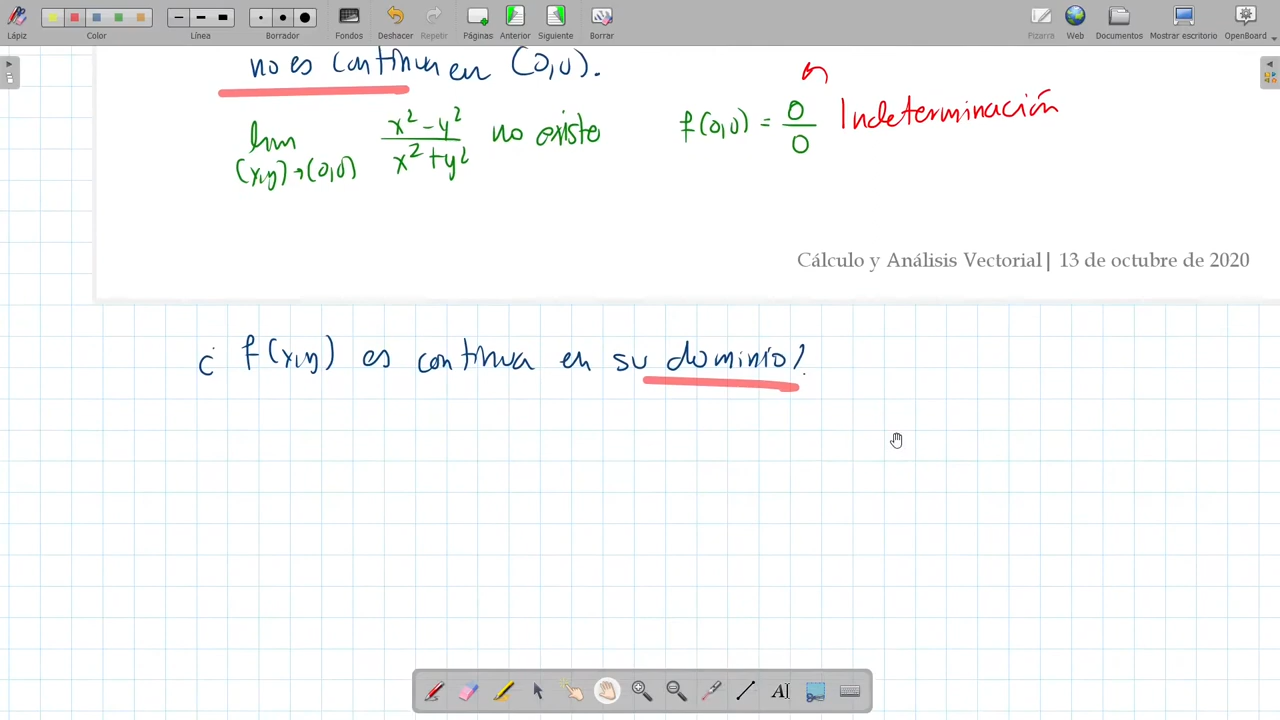 Lápiz Color Línea Borrador Fondos Deshacer Repetir Páginas Anterior Siguiente Borrar Pizarra Web Documentos Mostrar escritorio OpenBoard
no es continua en (0,0).
lim (x,y)→(0,0) x²-y² / x²+y² no existe
f(0,0) = 0/0 Indeterminación
Cálculo y Análisis Vectorial| 13 de octubre de 2020
¿ f(x,y) es continua en su dominio?